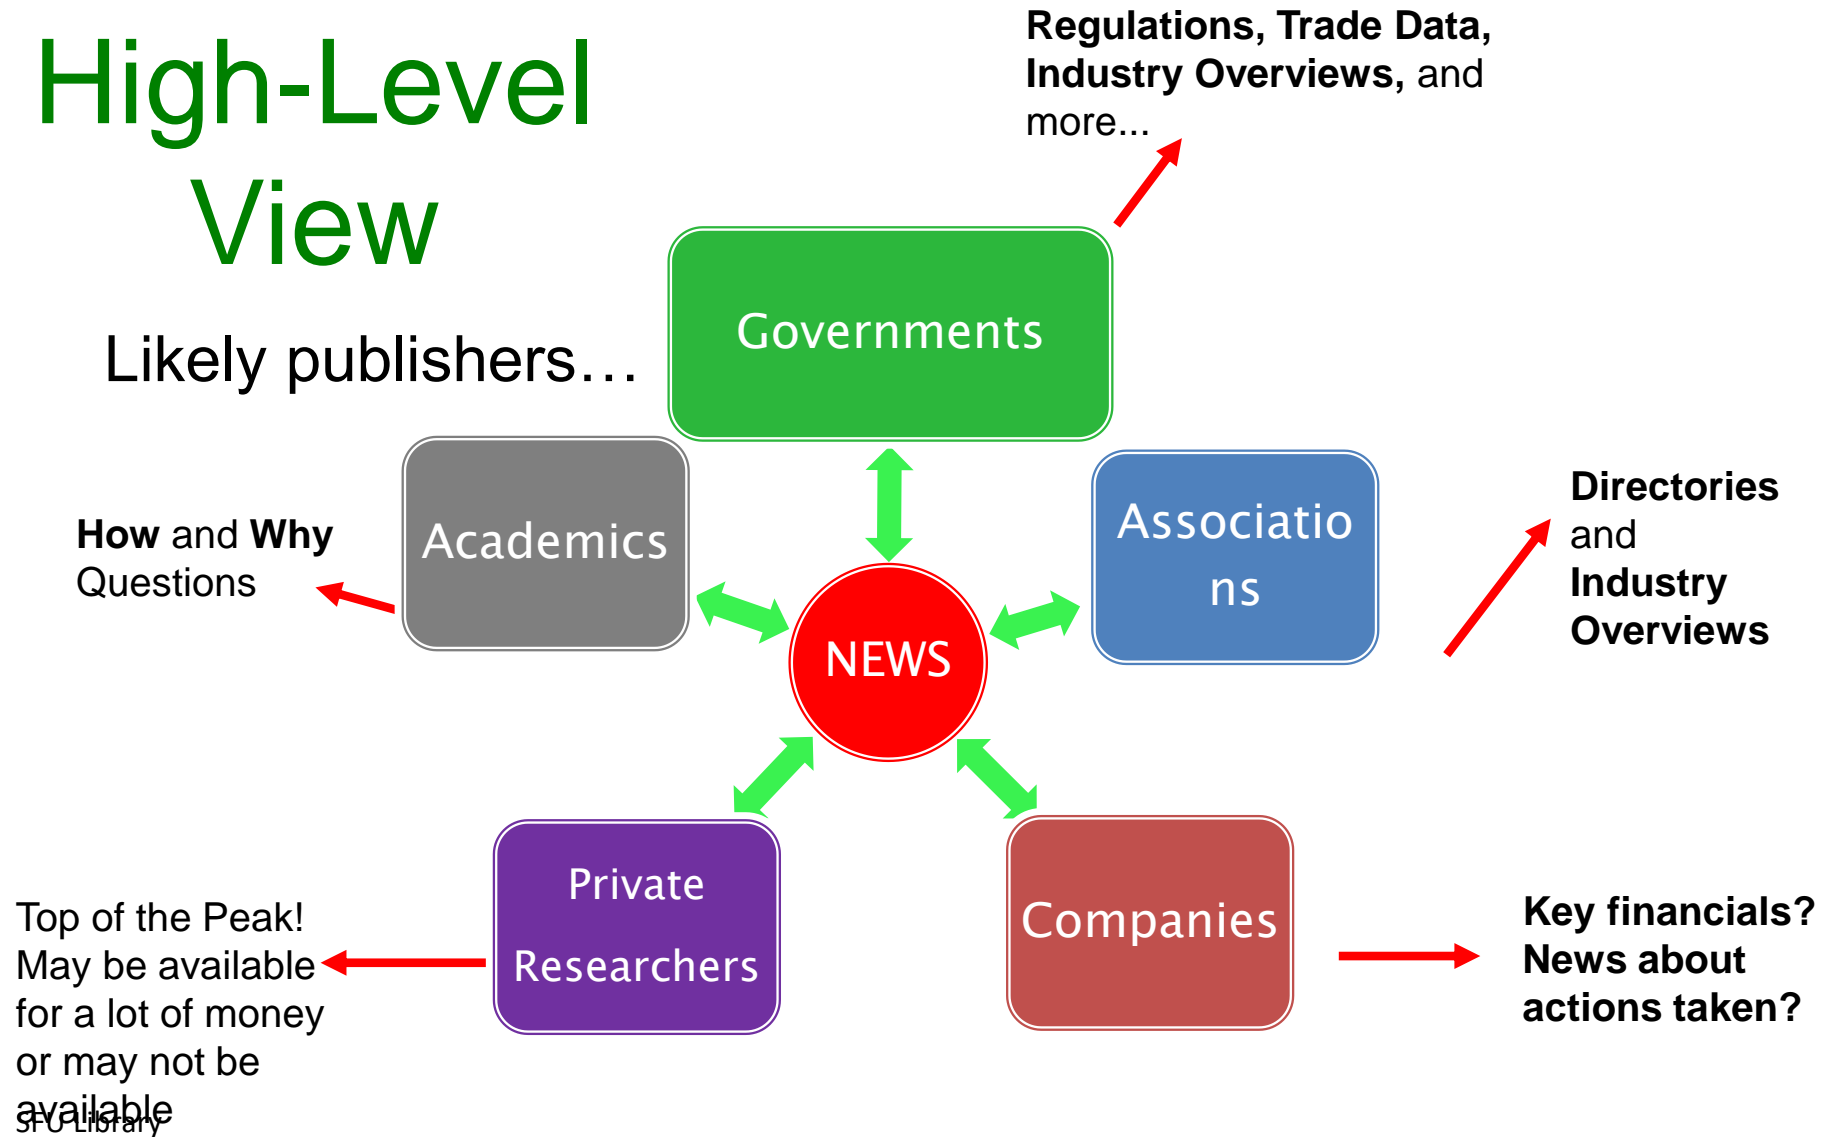 High-Level
View
Likely publishers…
Regulations, Trade Data,
Industry Overviews, and
more...
Governments
Academics
How and Why
Questions
Associatio
ns
Directories
and
Industry
Overviews
NEWS
Private
Researchers
Top of the Peak!
May be available
for a lot of money
or may not be
available
Companies
Key financials?
News about
actions taken?
SFU Library